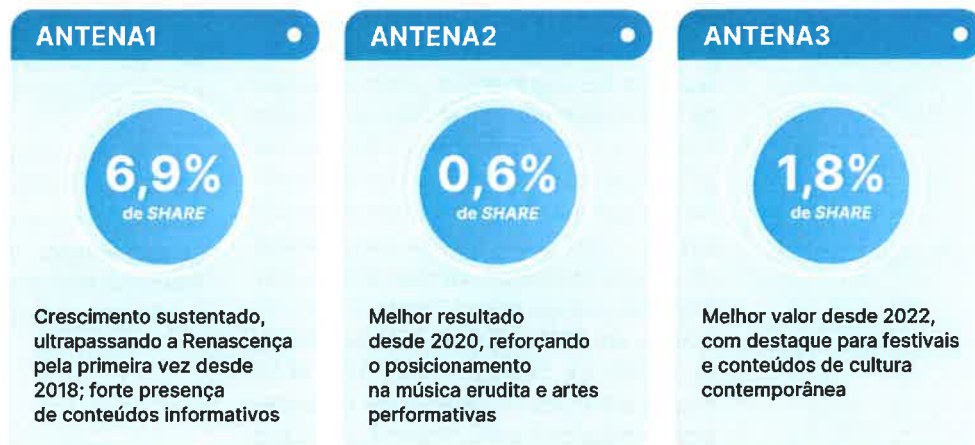 ANTENA1
6,9%
de SHARE
Crescimento sustentado,
ultrapassando a Renascença
pela primeira vez desde
2018; forte presença
de conteúdos informativos
ANTENA2
0,6%
de SHARE
Melhor resultado
desde 2020, reforçando
o posicionamento
na música erudita e artes
performativas
ANTENA3
1,8%
de SHARE
Melhor valor desde 2022,
com destaque para festivais
e conteúdos de cultura
contemporânea